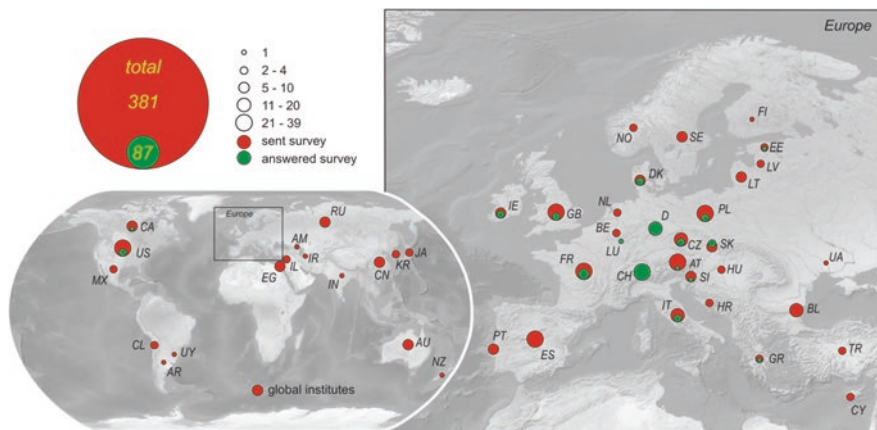 total
381
87
1
2 - 4
5 - 10
11 - 20
21 - 39
sent survey
answered survey
Europe
CA
US
MX
CL
UY
AR
Europe
RU
AM
IR
IL
EG
IN
CN
KR
JA
AU
NZ
global institutes
FI
NO
SE
EE
LV
LT
DK
IE
GB
NL
BE
LU
D
PL
CZ
SK
FR
CH
AT
SI
HU
UA
HR
IT
BL
PT
ES
GR
TR
CY